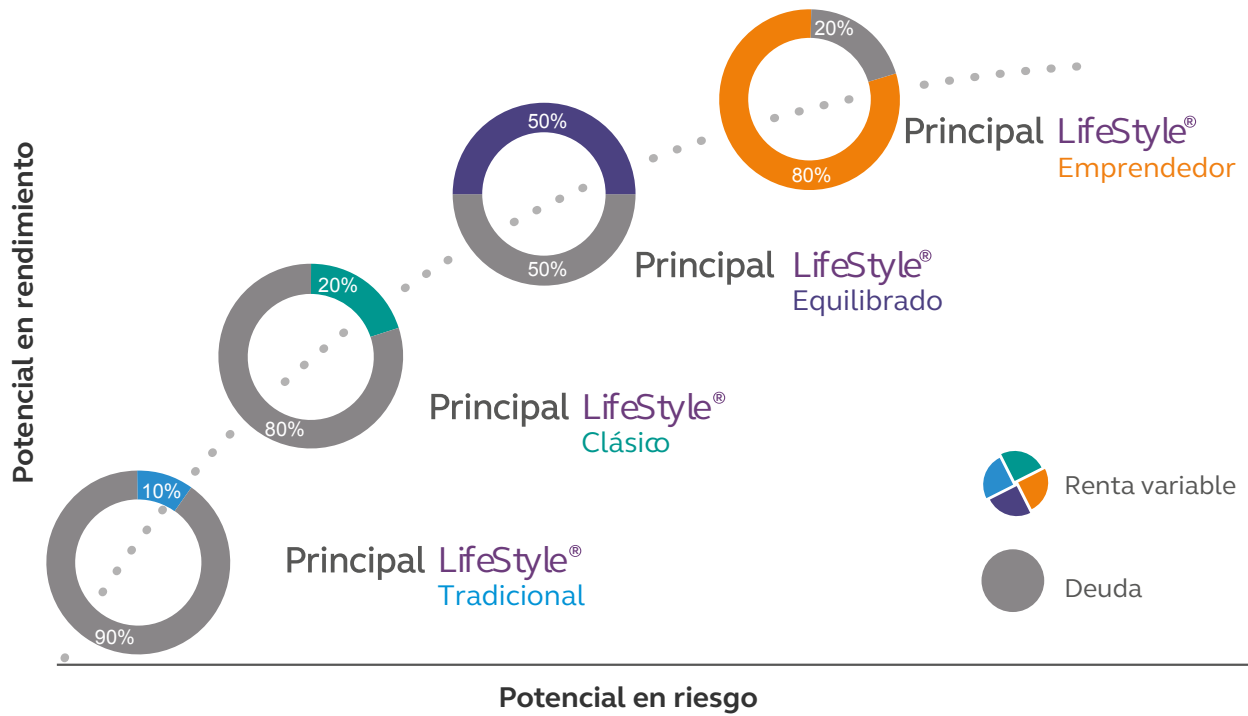 20%
80%
Principal LifeStyle®
Emprendedor
50%
50%
Principal LifeStyle®
Equilibrado
20%
80%
Principal LifeStyle®
Clásico
10%
90%
Principal LifeStyle®
Tradicional
Renta variable
Deuda
Potencial en rendimiento
Potencial en riesgo